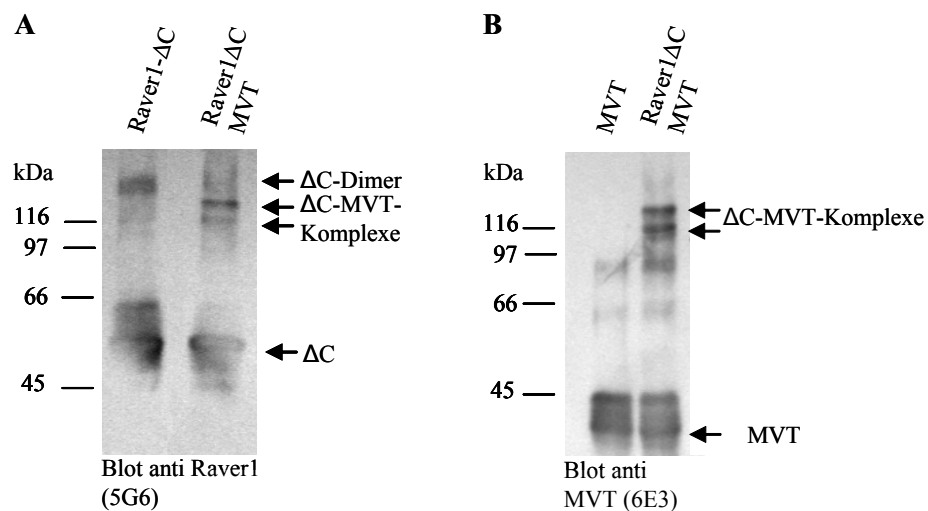 A
Raver1-ΔC
Raver1ΔC
MVT
kDa
116
97
66
45
ΔC-Dimer
ΔC-MVT-
Komplexe
ΔC
Blot anti Raver1
(5G6)
B
MVT
Raver1ΔC
MVT
kDa
116
97
66
45
ΔC-MVT-Komplexe
MVT
Blot anti
MVT (6E3)